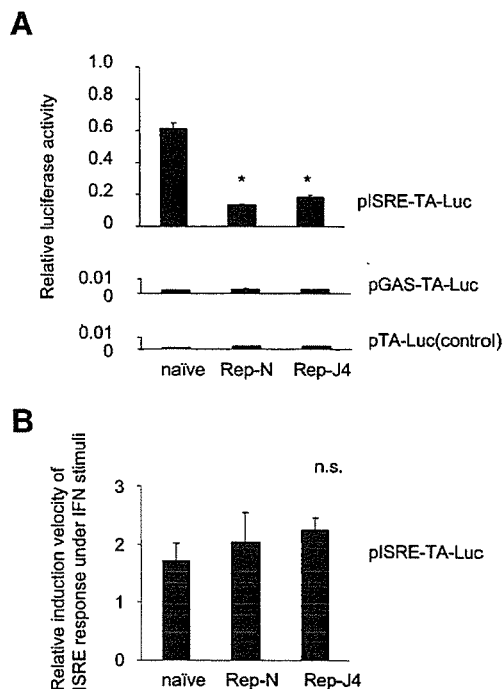 A
Relative luciferase activity
1.0
0.8
0.6
0.4
0.2
0
* *
pISRE-TA-Luc
0.01
0
pGAS-TA-Luc
0.01
0
pTA-Luc(control)
naïve Rep-N Rep-J4
B
Relative induction velocity of
ISRE response under IFN stimuli
3
2
1
0
n.s.
pISRE-TA-Luc
naïve Rep-N Rep-J4